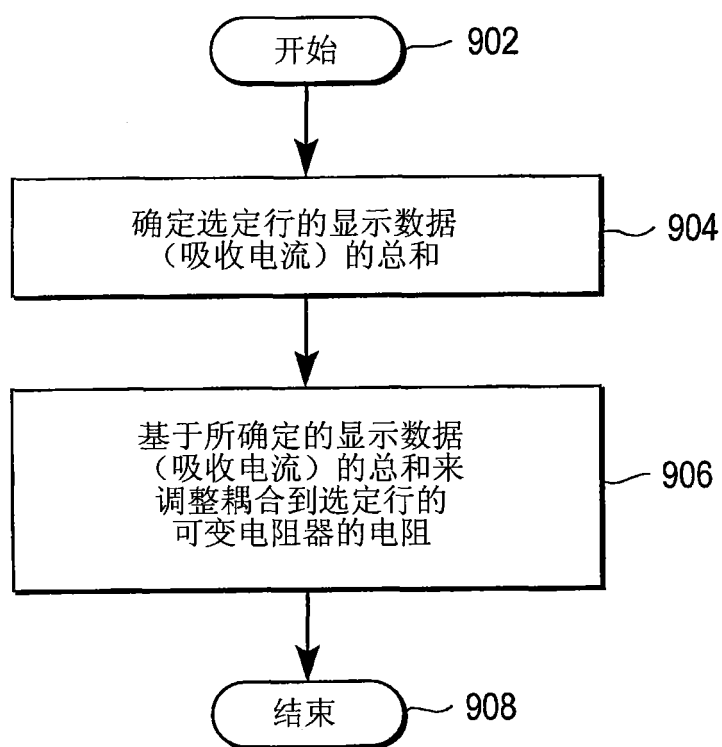 开始
902
确定选定行的显示数据
（吸收电流）的总和
904
基于所确定的显示数据
（吸收电流）的总和来
调整耦合到选定行的
可变电阻器的电阻
906
结束
908